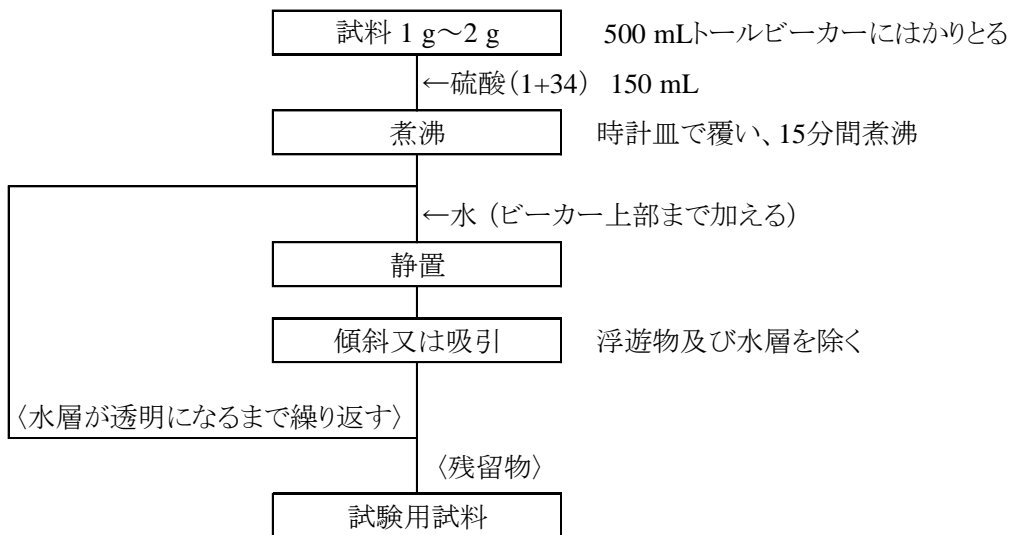 試料 1 g～2 g 500 mLトールビーカーにはかりとる
←硫酸（1+34） 150 mL
煮沸 時計皿で覆い、15分間煮沸
←水 （ビーカー上部まで加える）
静置
傾斜又は吸引 浮遊物及び水層を除く
〈水層が透明になるまで繰り返す〉
〈残留物〉
試験用試料